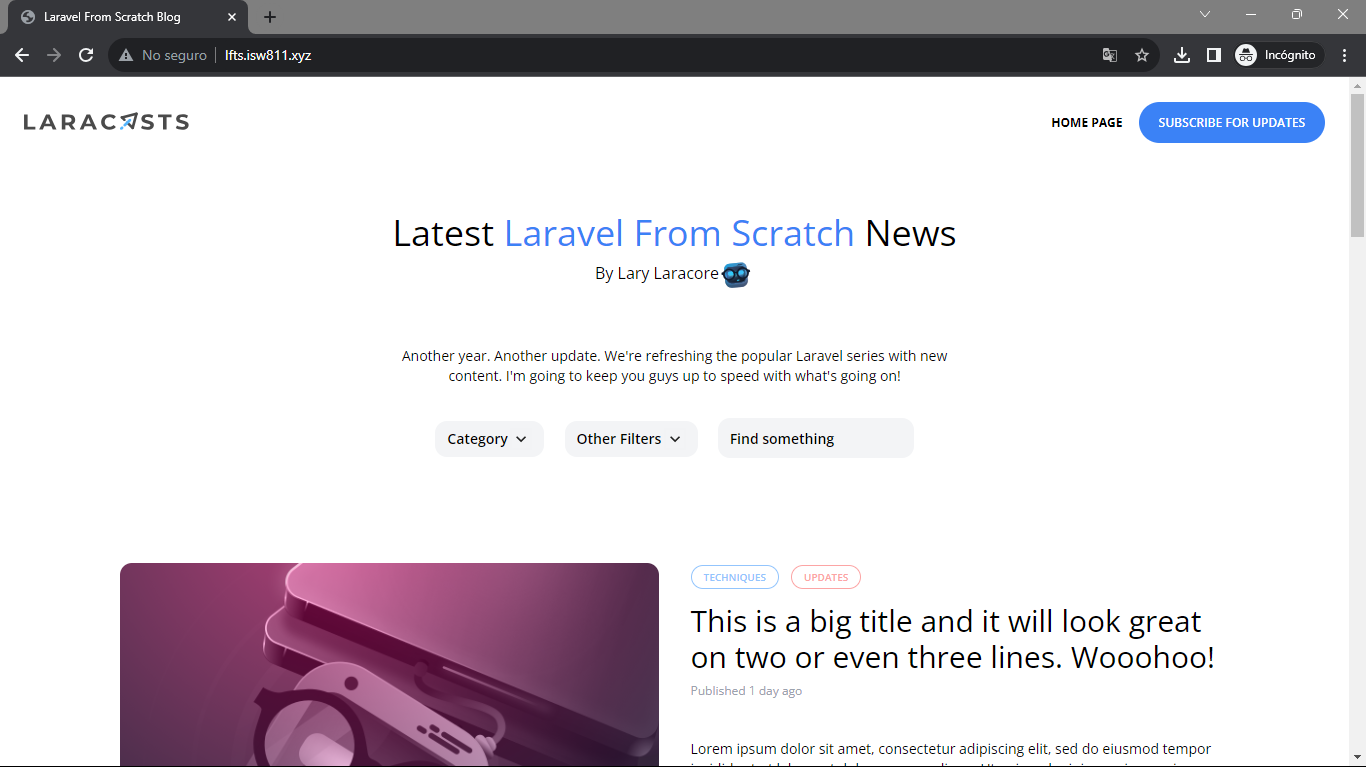 Laravel From Scratch Blog
No seguro
lfts.isw811.xyz
Incógnito
LARACASTS
HOME PAGE
SUBSCRIBE FOR UPDATES
Latest Laravel From Scratch News
By Lary Laracore
Another year. Another update. We're refreshing the popular Laravel series with new
content. I'm going to keep you guys up to speed with what's going on!
Category
Other Filters
Find something
TECHNIQUES
UPDATES
This is a big title and it will look great
on two or even three lines. Wooohoo!
Published 1 day ago
Lorem ipsum dolor sit amet, consectetur adipiscing elit, sed do eiusmod tempor